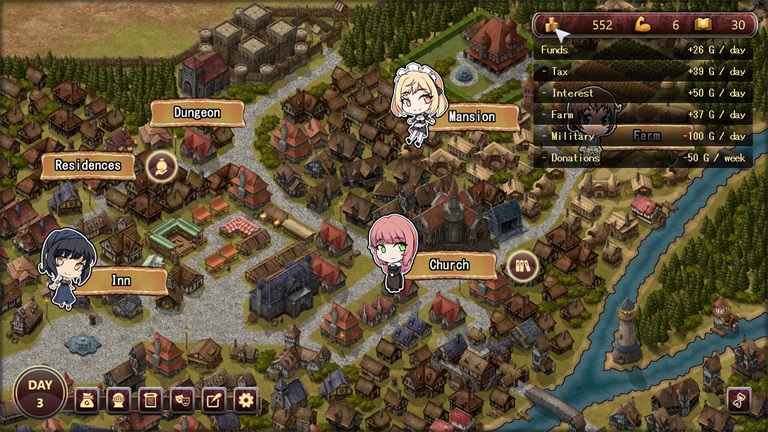 552 6 30
Funds +26 G / day
- Tax +39 G / day
- Interest +50 G / day
- Farm +37 G / day
- Military -100 G / day
- Donations -50 G / week
Dungeon
Mansion
Farm
Residences
Church
Inn
DAY
3